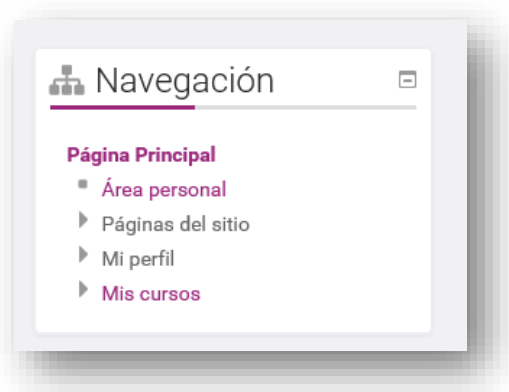 Navegación
Página Principal
Área personal
Páginas del sitio
Mi perfil
Mis cursos